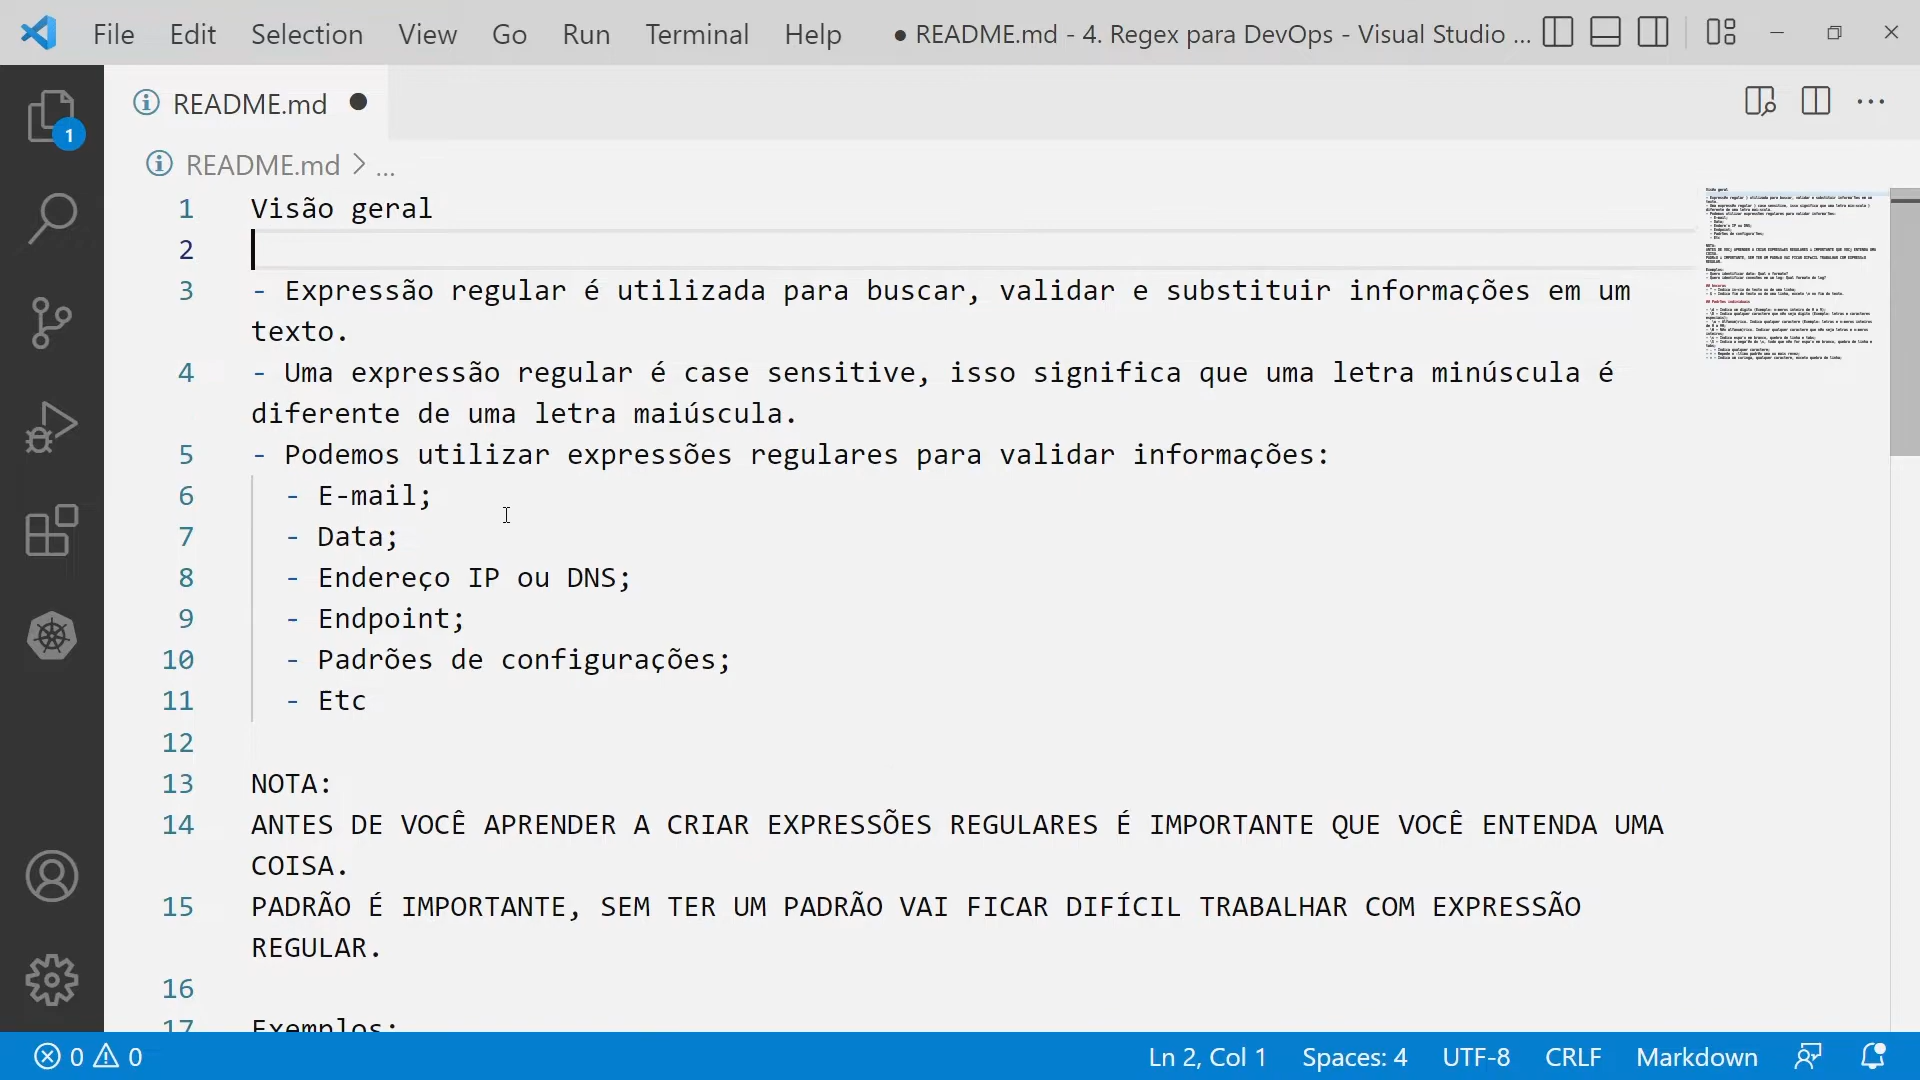 File Edit Selection View Go Run Terminal Help ● README.md - 4. Regex para DevOps - Visual Studio ...
README.md ●
1
README.md > ...
1 Visão geral
2
3 - Expressão regular é utilizada para buscar, validar e substituir informações em um
texto.
4 - Uma expressão regular é case sensitive, isso significa que uma letra minúscula é
diferente de uma letra maiúscula.
5 - Podemos utilizar expressões regulares para validar informações:
6 - E-mail;
7 - Data;
8 - Endereço IP ou DNS;
9 - Endpoint;
10 - Padrões de configurações;
11 - Etc
12
13 NOTA:
14 ANTES DE VOCÊ APRENDER A CRIAR EXPRESSÕES REGULARES É IMPORTANTE QUE VOCÊ ENTENDA UMA
COISA.
15 PADRÃO É IMPORTANTE, SEM TER UM PADRÃO VAI FICAR DIFÍCIL TRABALHAR COM EXPRESSÃO
REGULAR.
16
17 Exemplos:
0 0 Ln 2, Col 1 Spaces: 4 UTF-8 CRLF Markdown